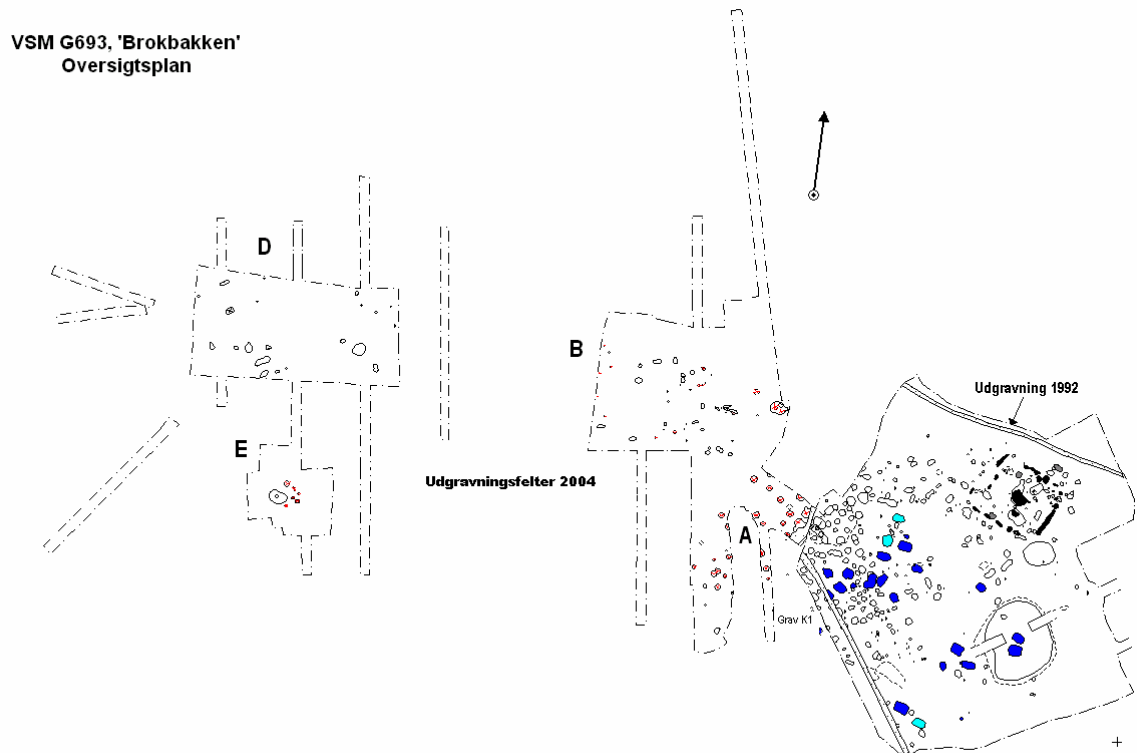 VSM G693, 'Brokbakken'
Oversigtsplan
D
B
Udgravning 1992
E
Udgravningsfelter 2004
A
Grav K1